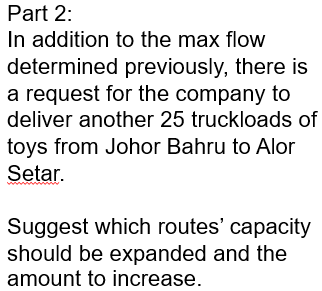 Part 2:
In addition to the max flow
determined previously, there is
a request for the company to
deliver another 25 truckloads of
toys from Johor Bahru to Alor
Setar.
Suggest which routes' capacity
should be expanded and the
amount to increase.